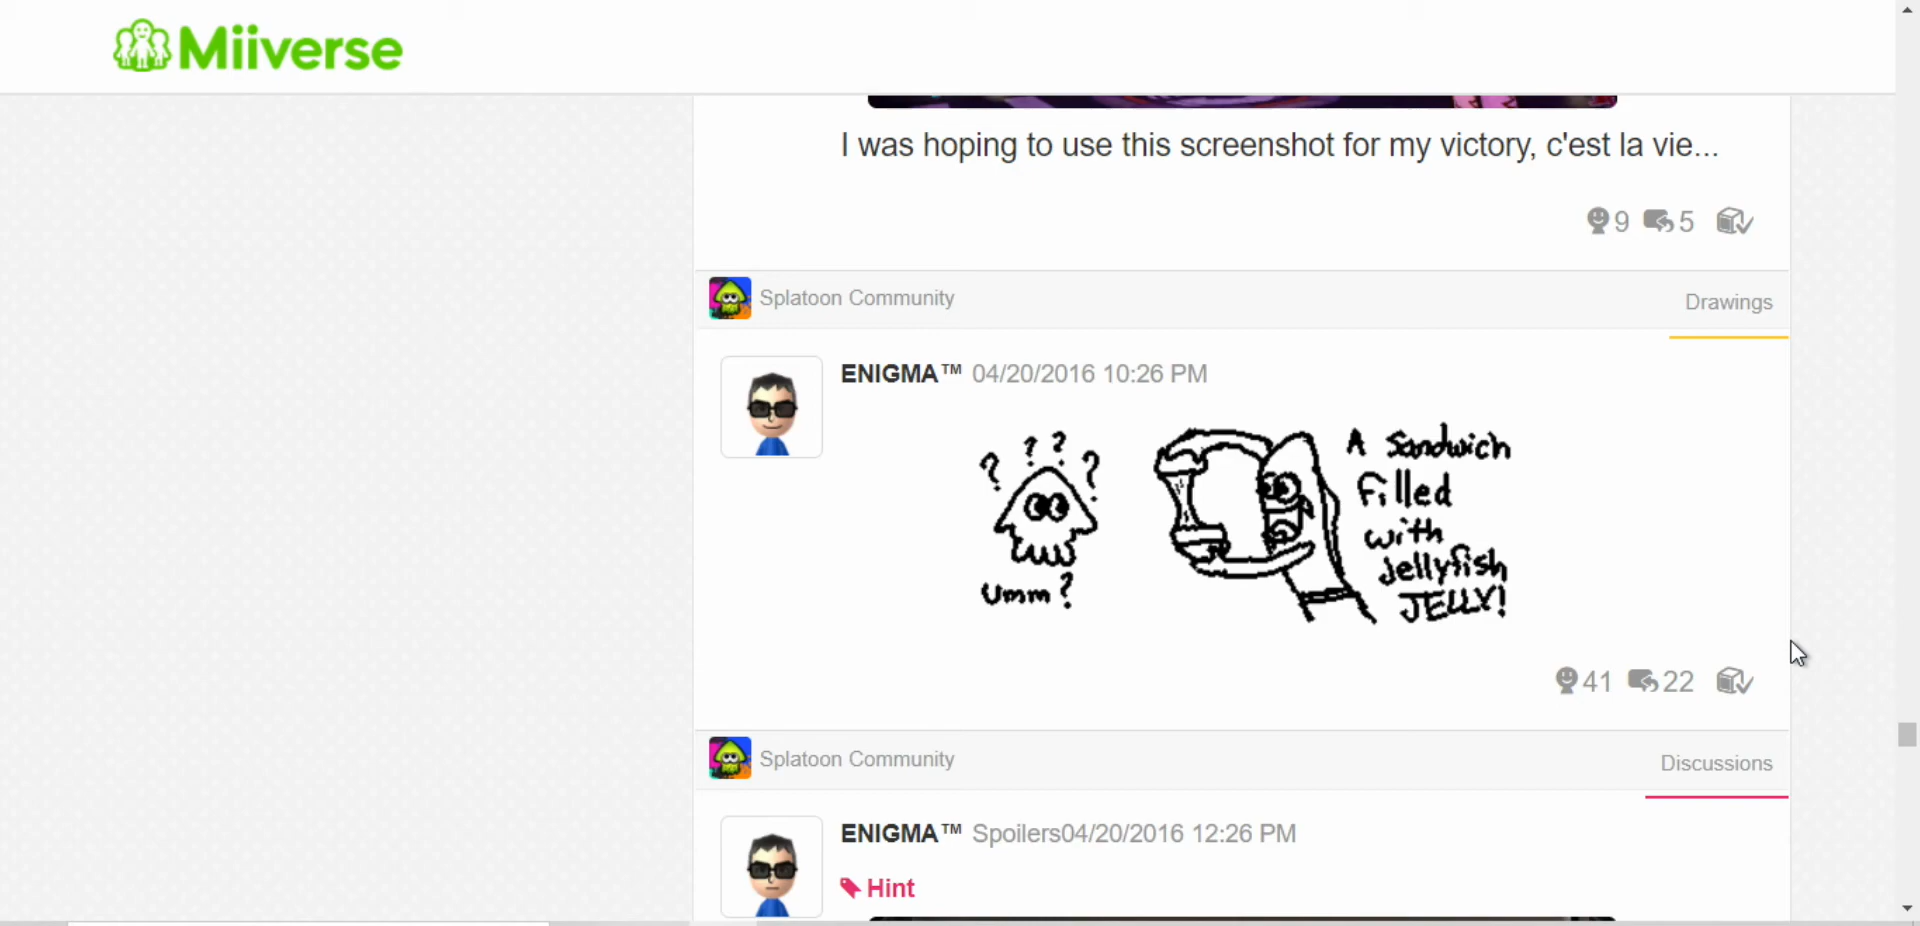 Miiverse
I was hoping to use this screenshot for my victory, c'est la vie...
9 5
Splatoon Community
Drawings
ENIGMA™ 04/20/2016 10:26 PM
? ? ? ?
Umm?
A Sandwich
Filled
with
Jellyfish
JELLY!
41 22
Splatoon Community
Discussions
ENIGMA™ Spoilers04/20/2016 12:26 PM
Hint